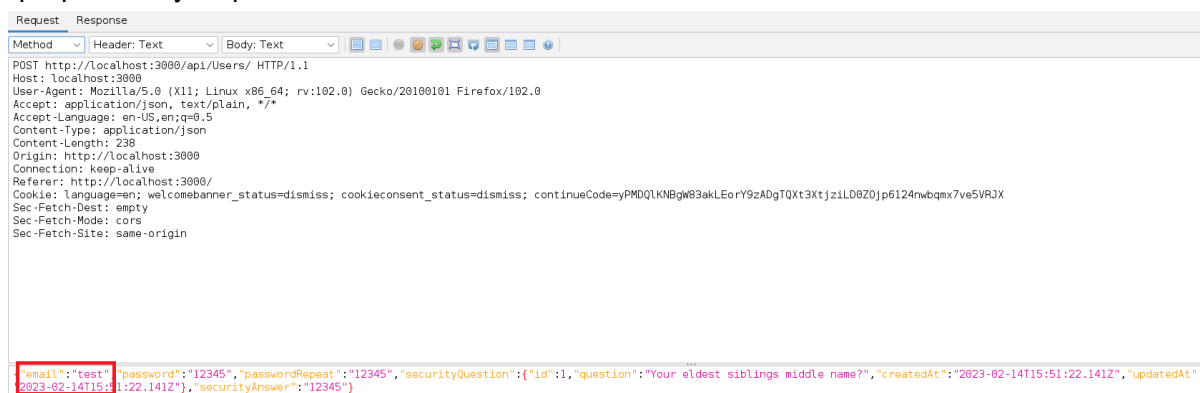 Request Response
Method Header: Text Body: Text
POST http://localhost:3000/api/Users/ HTTP/1.1
Host: localhost:3000
User-Agent: Mozilla/5.0 (X11; Linux x86_64; rv:102.0) Gecko/20100101 Firefox/102.0
Accept: application/json, text/plain, */*
Accept-Language: en-US,en;q=0.5
Content-Type: application/json
Content-Length: 238
Origin: http://localhost:3000
Connection: keep-alive
Referer: http://localhost:3000/
Cookie: language=en; welcomebanner_status=dismiss; cookieconsent_status=dismiss; continueCode=yPMDQlKNBgW83akLEorY9zADgTQXt3XtjziLD0ZOjp6124nwbqmx7ve5VRJX
Sec-Fetch-Dest: empty
Sec-Fetch-Mode: cors
Sec-Fetch-Site: same-origin
{"email":"test","password":"12345","passwordRepeat":"12345","securityQuestion":{"id":1,"question":"Your eldest siblings middle name?","createdAt":"2023-02-14T15:51:22.141Z","updatedAt":
"2023-02-14T15:51:22.141Z"},"securityAnswer":"12345"}